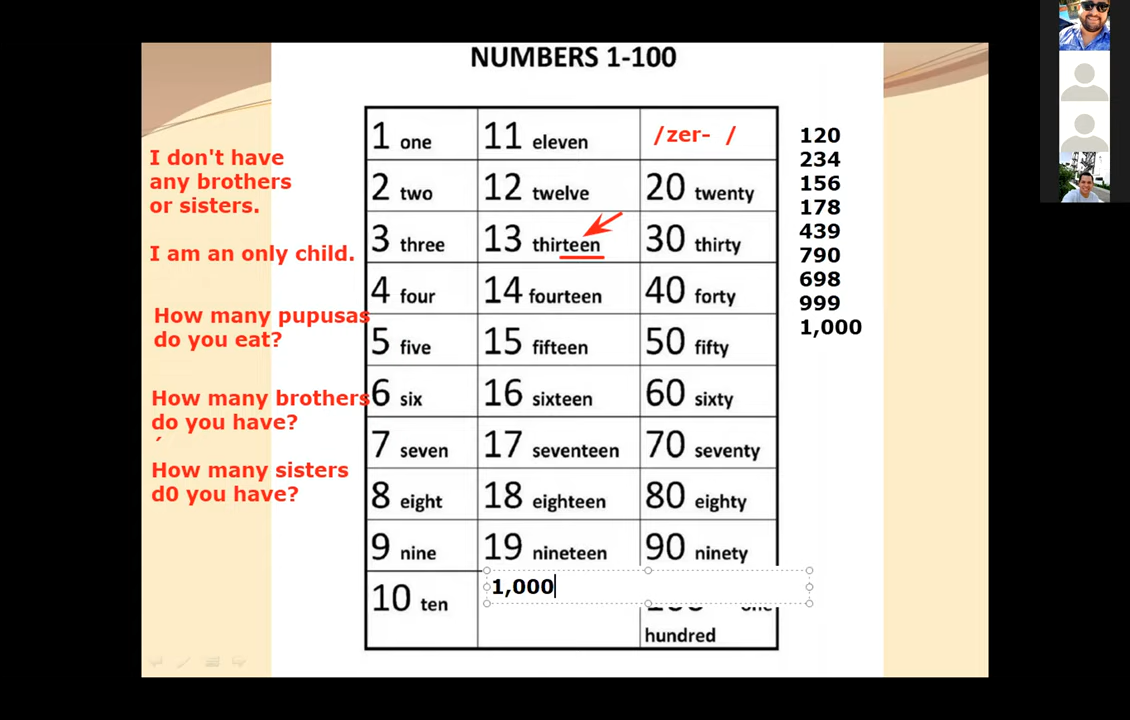 NUMBERS 1-100
I don't have
any brothers
or sisters.
I am an only child.
How many pupusas
do you eat?
How many brothers
do you have?
´
How many sisters
d0 you have?
1 one 11 eleven /zer- /
2 two 12 twelve 20 twenty
3 three 13 thirteen 30 thirty
4 four 14 fourteen 40 forty
5 five 15 fifteen 50 fifty
6 six 16 sixteen 60 sixty
7 seven 17 seventeen 70 seventy
8 eight 18 eighteen 80 eighty
9 nine 19 nineteen 90 ninety
10 ten 1,000
hundred
120
234
156
178
439
790
698
999
1,000